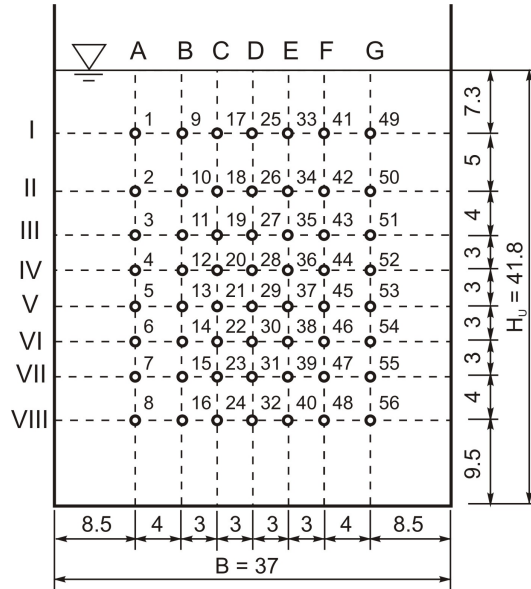 A B C D E F G
7.3
I 1 9 17 25 33 41 49
5
II 2 10 18 26 34 42 50
4
III 3 11 19 27 35 43 51
3
IV 4 12 20 28 36 44 52
3
V 5 13 21 29 37 45 53
3
VI 6 14 22 30 38 46 54
3
VII 7 15 23 31 39 47 55
4
VIII 8 16 24 32 40 48 56
9.5
H_U = 41.8
8.5 4 3 3 3 3 4 8.5
B = 37